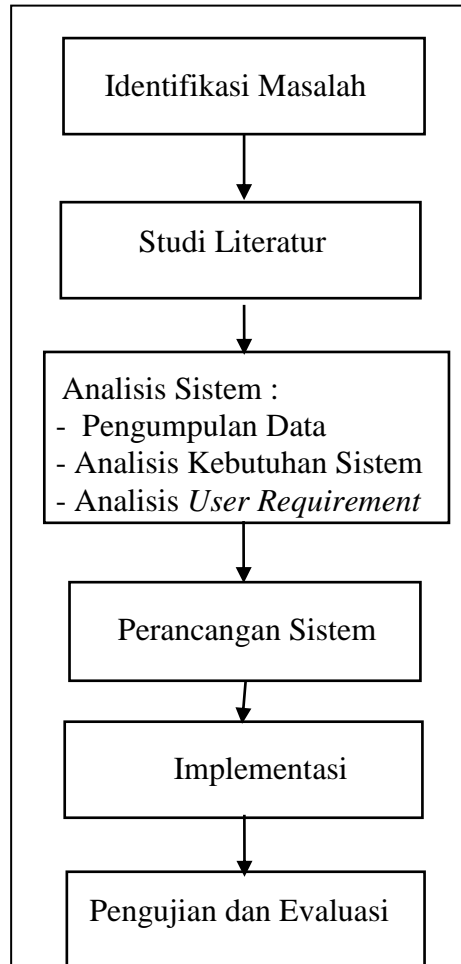 Identifikasi Masalah
Studi Literatur
Analisis Sistem :
- Pengumpulan Data
- Analisis Kebutuhan Sistem
- Analisis User Requirement
Perancangan Sistem
Implementasi
Pengujian dan Evaluasi